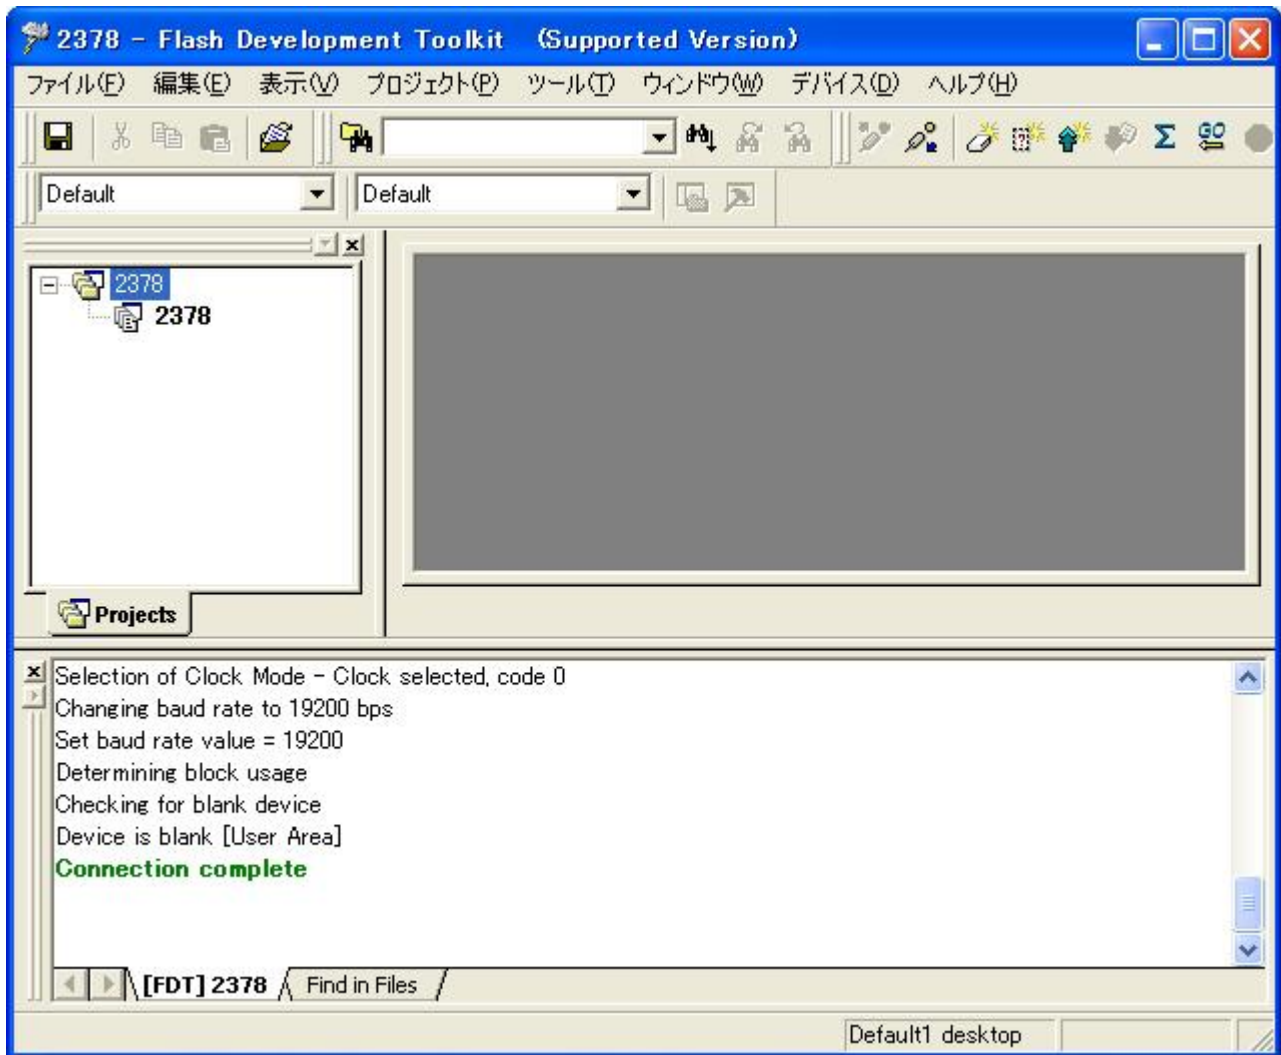 2378 - Flash Development Toolkit (Supported Version)
ファイル(F) 編集(E) 表示(V) プロジェクト(P) ツール(T) ウィンドウ(W) デバイス(D) ヘルプ(H)
GO
Default Default
2378
2378
Projects
Selection of Clock Mode - Clock selected, code 0
Changing baud rate to 19200 bps
Set baud rate value = 19200
Determining block usage
Checking for blank device
Device is blank [User Area]
Connection complete
[FDT] 2378 Find in Files
Default1 desktop